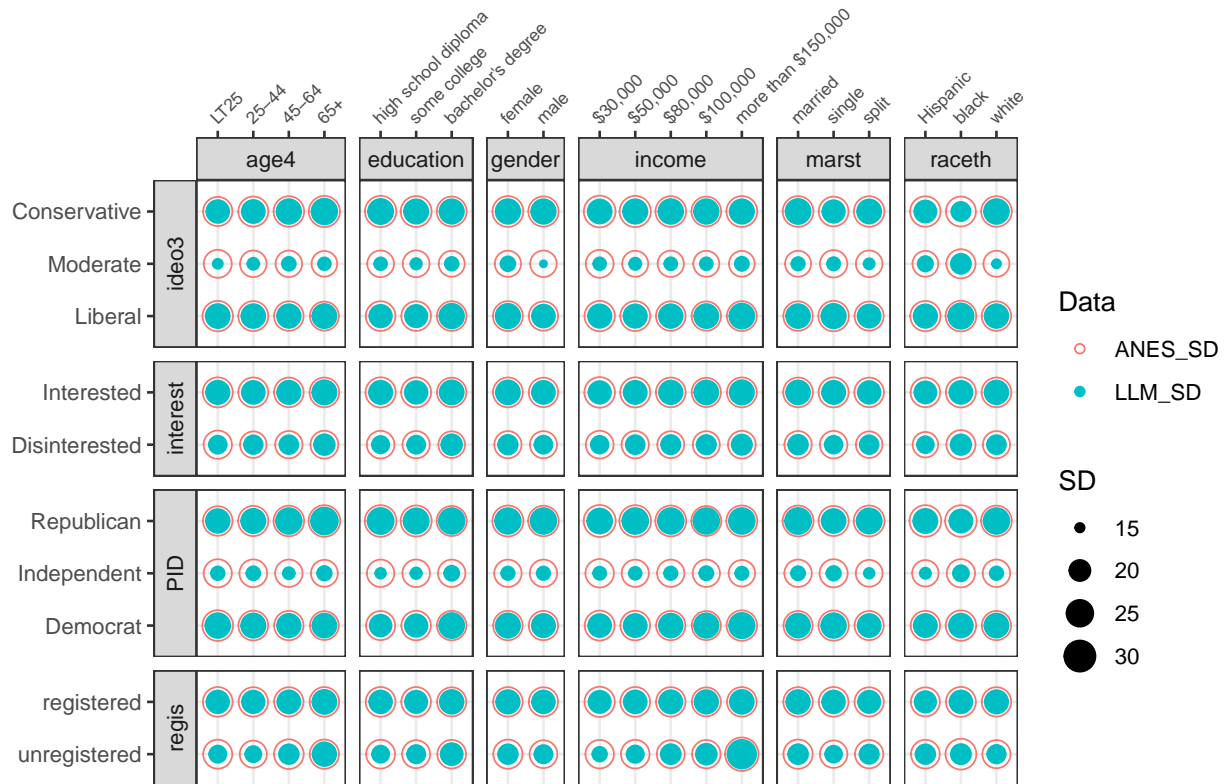 LT25
25–44
45–64
65+
high school diploma
some college
bachelor's degree
female
male
$30,000
$50,000
$80,000
$100,000
more than $150,000
married
single
split
Hispanic
black
white
age4
education
gender
income
marst
raceth
ideo3
Conservative
Moderate
Liberal
interest
Interested
Disinterested
PID
Republican
Independent
Democrat
regis
registered
unregistered
Data
ANES_SD
LLM_SD
SD
15
20
25
30